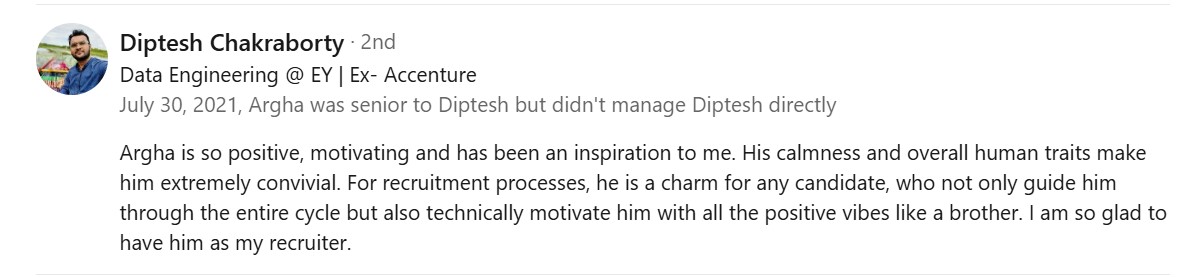 Diptesh Chakraborty · 2nd
Data Engineering @ EY | Ex- Accenture
July 30, 2021, Argha was senior to Diptesh but didn't manage Diptesh directly
Argha is so positive, motivating and has been an inspiration to me. His calmness and overall human traits make
him extremely convivial. For recruitment processes, he is a charm for any candidate, who not only guide him
through the entire cycle but also technically motivate him with all the positive vibes like a brother. I am so glad to
have him as my recruiter.